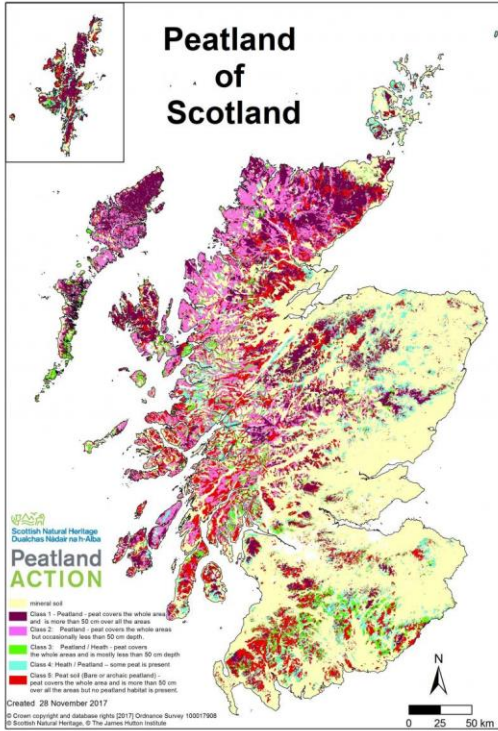 Peatland
of
Scotland
Scottish Natural Heritage
Dualchas Nàdair na h-Alba
Peatland
ACTION
mineral soil
Class 1 - Peatland - peat covers the whole area
and is more than 50 cm over all the areas
Class 2: Peatland - peat covers the whole areas
but occasionally less than 50 cm depth.
Class 3: Peatland / Heath - peat covers
the whole areas and is mostly less than 50 cm depth
Class 4: Heath / Peatland – some peat is present
Class 5: Peat soil (Bare or archaic peatland) -
peat covers the whole area and is more than 50 cm
over all the areas but no peatland habitat is present.
Created 28 November 2017
© Crown copyright and database rights [2017] Ordnance Survey 100017908
© Scottish Natural Heritage, © The James Hutton Institute
N
0 25 50 km